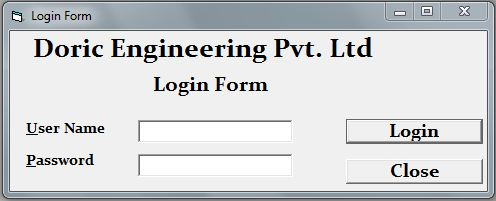 Login Form
Doric Engineering Pvt. Ltd
Login Form
User Name
Login
Password
Close